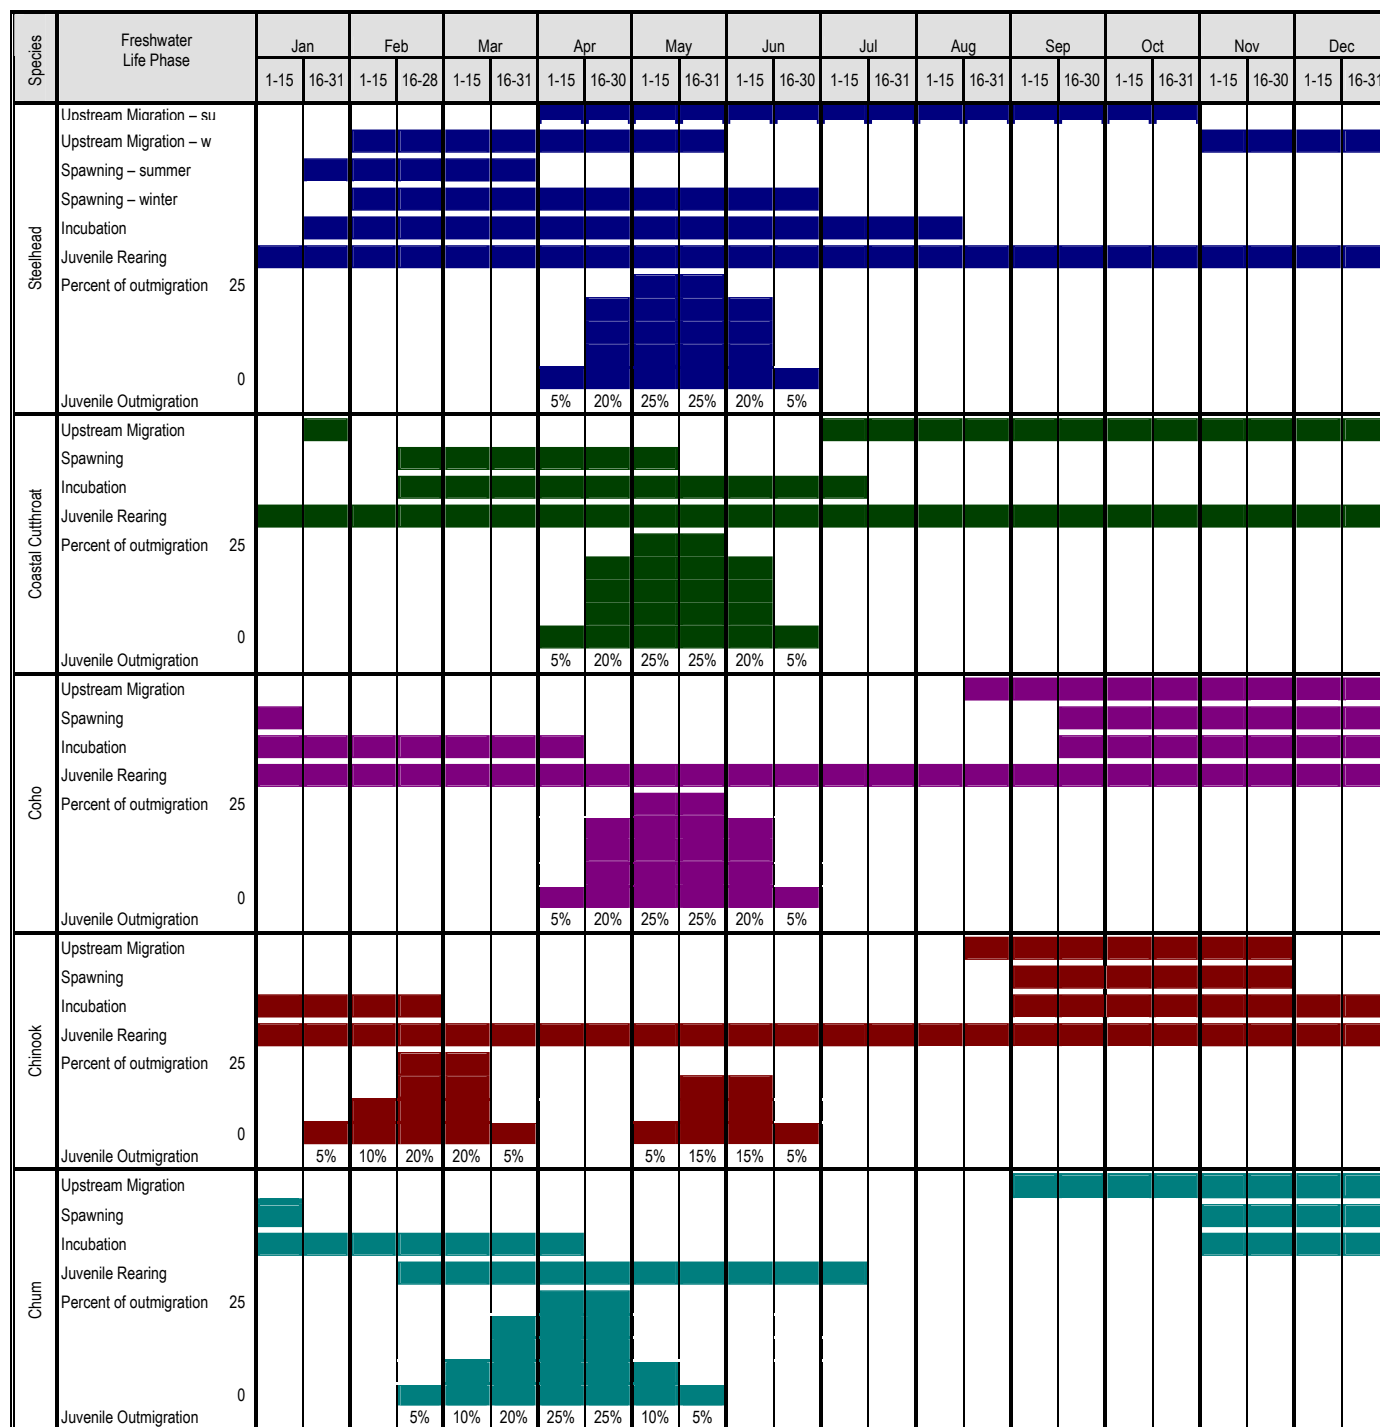 Species
Freshwater
Life Phase
Jan Feb Mar Apr May Jun Jul Aug Sep Oct Nov Dec
1-15 16-31 1-15 16-28 1-15 16-31 1-15 16-30 1-15 16-31 1-15 16-30 1-15 16-31 1-15 16-31 1-15 16-30 1-15 16-31 1-15 16-30 1-15 16-31
Steelhead
Upstream Migration – su
Upstream Migration – w
Spawning – summer
Spawning – winter
Incubation
Juvenile Rearing
Percent of outmigration 25
0
Juvenile Outmigration 5% 20% 25% 25% 20% 5%
Coastal Cutthroat
Upstream Migration
Spawning
Incubation
Juvenile Rearing
Percent of outmigration 25
0
Juvenile Outmigration 5% 20% 25% 25% 20% 5%
Coho
Upstream Migration
Spawning
Incubation
Juvenile Rearing
Percent of outmigration 25
0
Juvenile Outmigration 5% 20% 25% 25% 20% 5%
Chinook
Upstream Migration
Spawning
Incubation
Juvenile Rearing
Percent of outmigration 25
0
Juvenile Outmigration 5% 10% 20% 20% 5% 5% 15% 15% 5%
Chum
Upstream Migration
Spawning
Incubation
Juvenile Rearing
Percent of outmigration 25
0
Juvenile Outmigration 5% 10% 20% 25% 25% 10% 5%